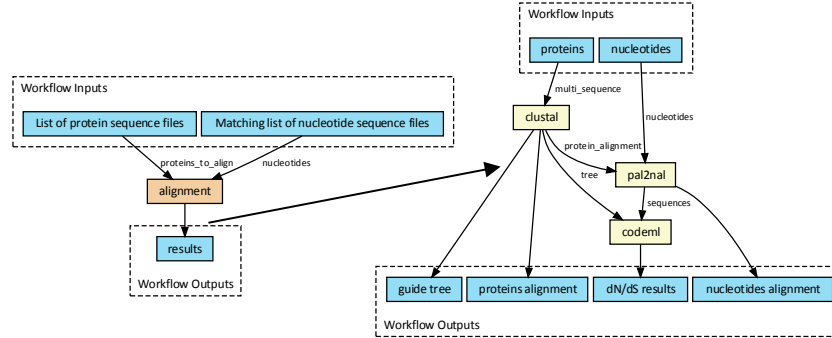 Workflow Inputs
List of protein sequence files
Matching list of nucleotide sequence files
proteins_to_align
nucleotides
alignment
results
Workflow Outputs
Workflow Inputs
proteins
nucleotides
multi_sequence
clustal
nucleotides
protein_alignment
pal2nal
tree
sequences
codeml
guide tree
proteins alignment
dN/dS results
nucleotides alignment
Workflow Outputs